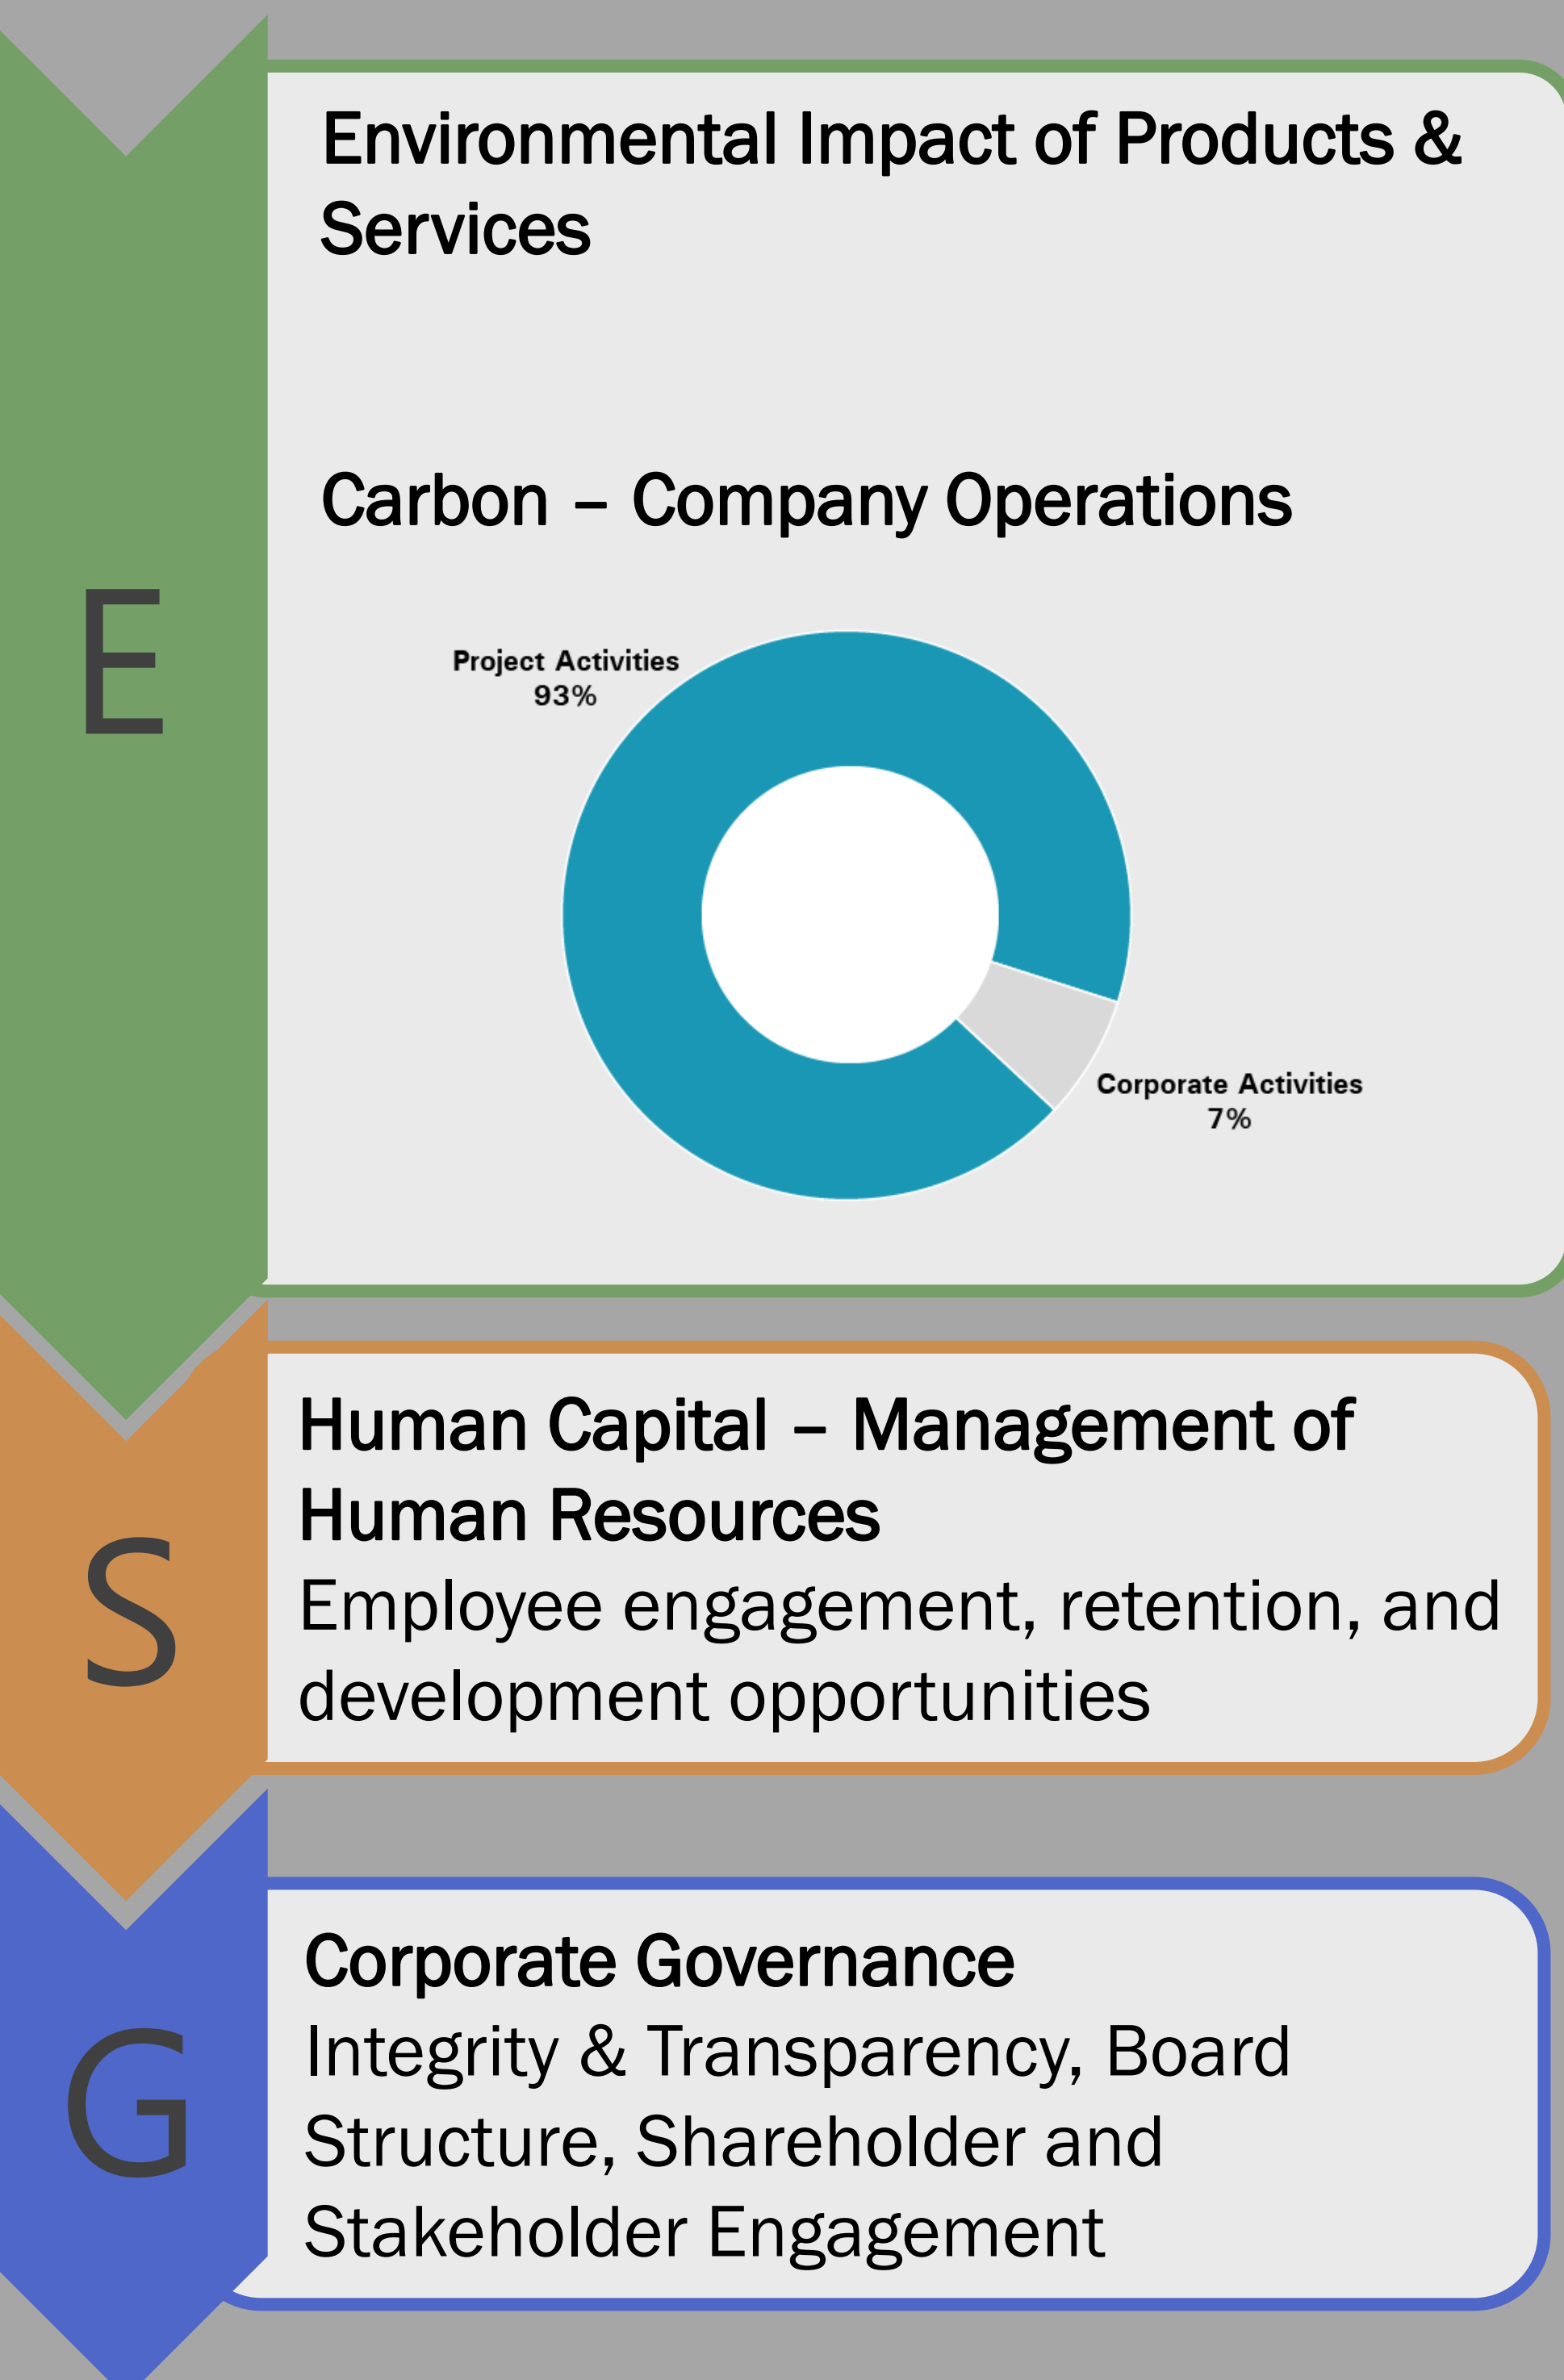 E
Environmental Impact of Products &
Services
Carbon – Company Operations
Project Activities
93%
Corporate Activities
7%
S
Human Capital – Management of
Human Resources
Employee engagement, retention, and
development opportunities
G
Corporate Governance
Integrity & Transparency, Board
Structure, Shareholder and
Stakeholder Engagement